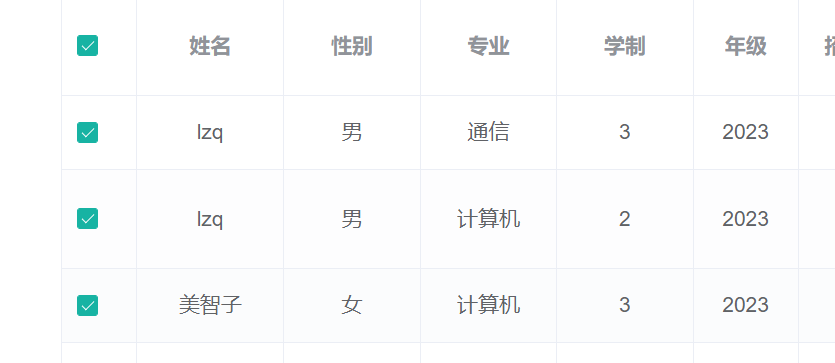 姓名 性别 专业 学制 年级
lzq 男 通信 3 2023
lzq 男 计算机 2 2023
美智子 女 计算机 3 2023